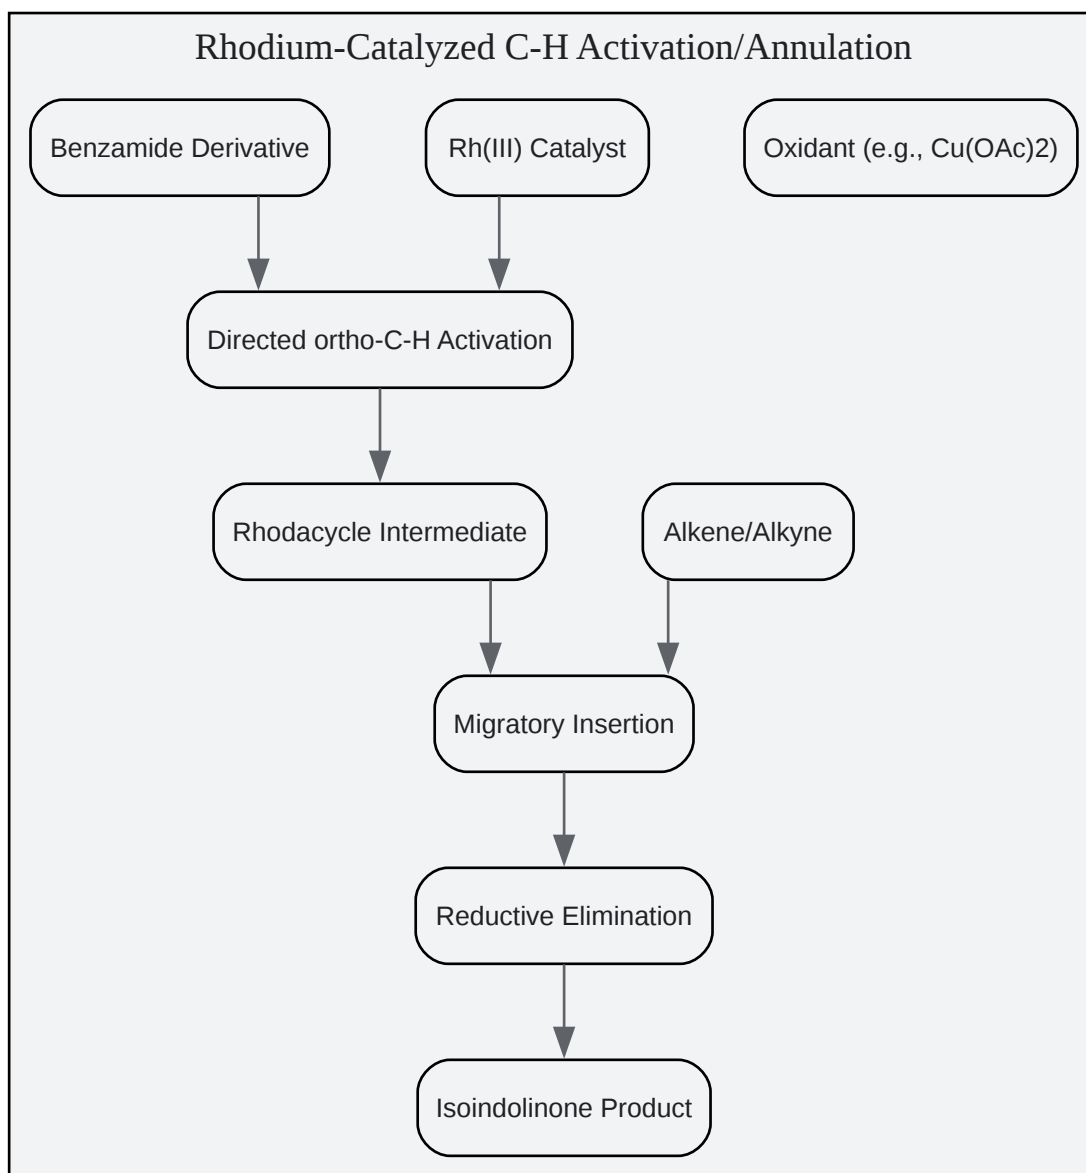 Rhodium-Catalyzed C-H Activation/Annulation
Benzamide Derivative
Rh(III) Catalyst
Oxidant (e.g., Cu(OAc)2)
Directed ortho-C-H Activation
Rhodacycle Intermediate
Alkene/Alkyne
Migratory Insertion
Reductive Elimination
Isoindolinone Product